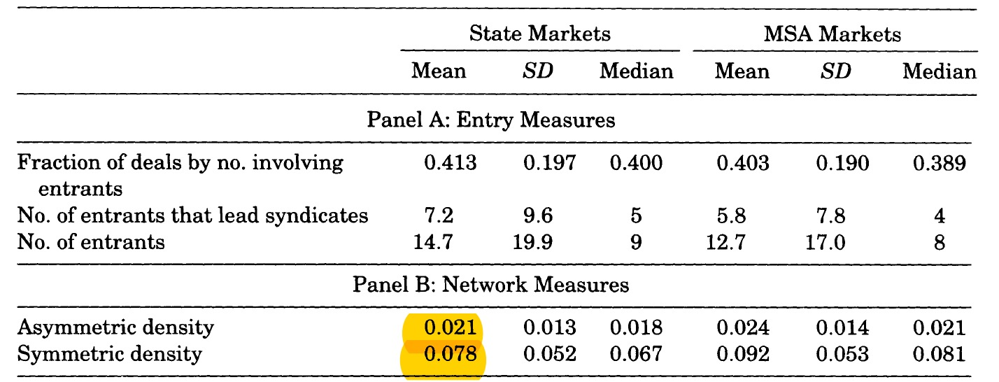 State Markets MSA Markets
Mean SD Median Mean SD Median
Panel A: Entry Measures
Fraction of deals by no. involving 0.413 0.197 0.400 0.403 0.190 0.389
entrants
No. of entrants that lead syndicates 7.2 9.6 5 5.8 7.8 4
No. of entrants 14.7 19.9 9 12.7 17.0 8
Panel B: Network Measures
Asymmetric density 0.021 0.013 0.018 0.024 0.014 0.021
Symmetric density 0.078 0.052 0.067 0.092 0.053 0.081